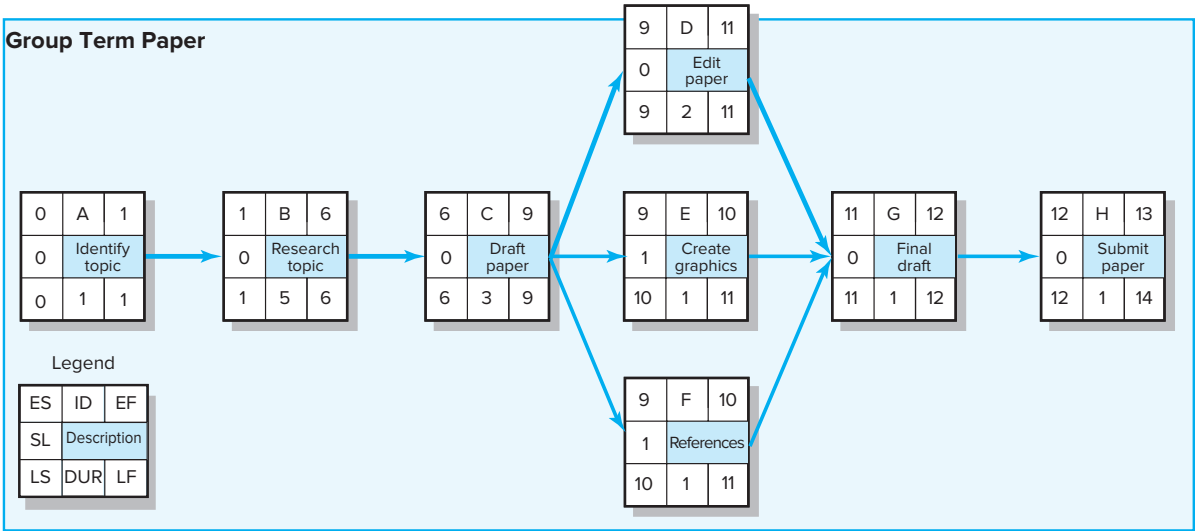 Group Term Paper
9 D 11
0 Edit
paper
9 2 11
0 A 1
0 Identify
topic
0 1 1
1 B 6
0 Research
topic
1 5 6
6 C 9
0 Draft
paper
6 3 9
9 E 10
1 Create
graphics
10 1 11
11 G 12
0 Final
draft
11 1 12
12 H 13
0 Submit
paper
12 1 14
9 F 10
1 References
10 1 11
Legend
ES ID EF
SL Description
LS DUR LF